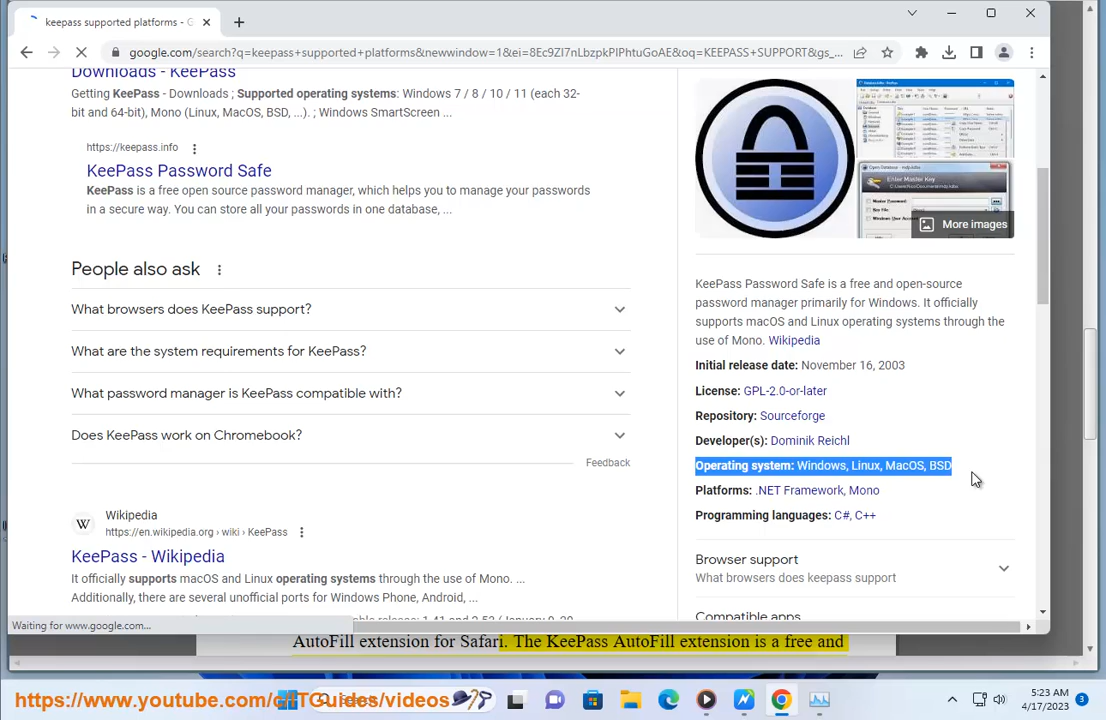 keepass supported platforms - G
google.com/search?q=keepass+supported+platforms&newwindow=1&ei=8Ec9ZI7nLbzpkPIPhtuGoAE&oq=KEEPASS+SUPPORT&gs_...
Downloads - KeePass
Getting KeePass - Downloads ; Supported operating systems: Windows 7 / 8 / 10 / 11 (each 32-
bit and 64-bit), Mono (Linux, MacOS, BSD, ...). ; Windows SmartScreen ...
https://keepass.info
KeePass Password Safe
KeePass is a free open source password manager, which helps you to manage your passwords
in a secure way. You can store all your passwords in one database, ...
People also ask
What browsers does KeePass support?
What are the system requirements for KeePass?
What password manager is KeePass compatible with?
Does KeePass work on Chromebook?
Feedback
W
Wikipedia
https://en.wikipedia.org › wiki › KeePass
KeePass - Wikipedia
It officially supports macOS and Linux operating systems through the use of Mono. ...
Additionally, there are several unofficial ports for Windows Phone, Android, ...
Enter Master Key
More images
KeePass Password Safe is a free and open-source
password manager primarily for Windows. It officially
supports macOS and Linux operating systems through the
use of Mono. Wikipedia
Initial release date: November 16, 2003
License: GPL-2.0-or-later
Repository: Sourceforge
Developer(s): Dominik Reichl
Operating system: Windows, Linux, MacOS, BSD
Platforms: .NET Framework, Mono
Programming languages: C#, C++
Browser support
What browsers does keepass support
Compatible apps
Waiting for www.google.com...
AutoFill extension for Safari. The KeePass AutoFill extension is a free and
https://www.youtube.com/c/ITGuides/videos
5:23 AM
4/17/2023
3